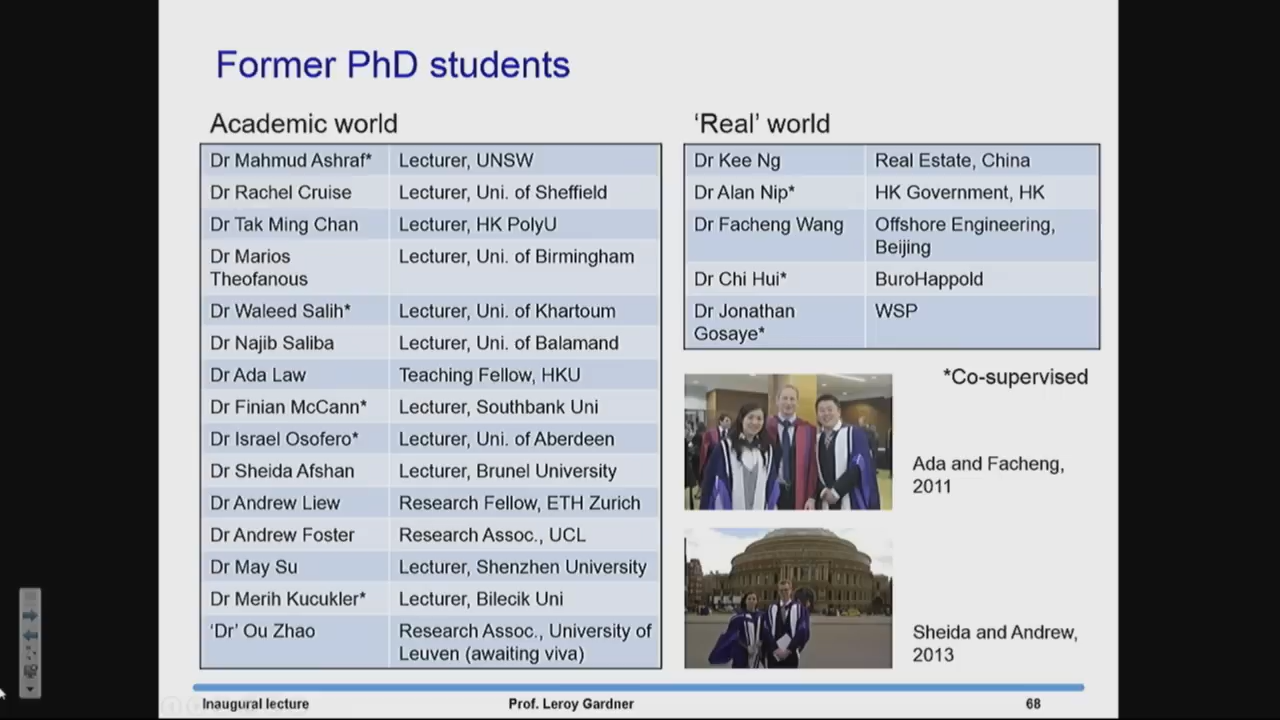 Former PhD students
Academic world
Dr Mahmud Ashraf* Lecturer, UNSW
Dr Rachel Cruise Lecturer, Uni. of Sheffield
Dr Tak Ming Chan Lecturer, HK PolyU
Dr Marios Lecturer, Uni. of Birmingham
Theofanous
Dr Waleed Salih* Lecturer, Uni. of Khartoum
Dr Najib Saliba Lecturer, Uni. of Balamand
Dr Ada Law Teaching Fellow, HKU
Dr Finian McCann* Lecturer, Southbank Uni
Dr Israel Osofero* Lecturer, Uni. of Aberdeen
Dr Sheida Afshan Lecturer, Brunel University
Dr Andrew Liew Research Fellow, ETH Zurich
Dr Andrew Foster Research Assoc., UCL
Dr May Su Lecturer, Shenzhen University
Dr Merih Kucukler* Lecturer, Bilecik Uni
‘Dr’ Ou Zhao Research Assoc., University of
Leuven (awaiting viva)
‘Real’ world
Dr Kee Ng Real Estate, China
Dr Alan Nip* HK Government, HK
Dr Facheng Wang Offshore Engineering,
Beijing
Dr Chi Hui* BuroHappold
Dr Jonathan WSP
Gosaye*
*Co-supervised
Ada and Facheng,
2011
Sheida and Andrew,
2013
Inaugural lecture Prof. Leroy Gardner 68